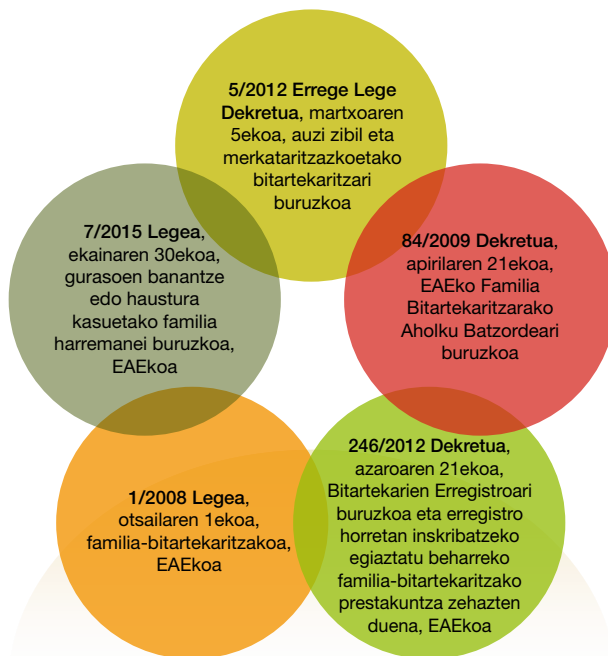 5/2012 Errege Lege
Dekretua, martxoaren
5ekoa, auzi zibil eta
merkataritzazkoetako
bitartekaritzari
buruzkoa
7/2015 Legea,
ekainaren 30ekoa,
gurasoen banantze
edo haustura
kasuetako familia
harremanei buruzkoa,
EAEkoa
84/2009 Dekretua,
apirilaren 21ekoa,
EAEko Familia
Bitartekaritzarako
Aholku Batzordeari
buruzkoa
1/2008 Legea,
otsailaren 1ekoa,
familia-bitartekaritzakoa,
EAEkoa
246/2012 Dekretua,
azaroaren 21ekoa,
Bitartekarien Erregistroari
buruzkoa eta erregistro
horretan inskribatzeko
egiaztatu beharreko
familia-bitartekaritzako
prestakuntza zehazten
duena, EAEkoa